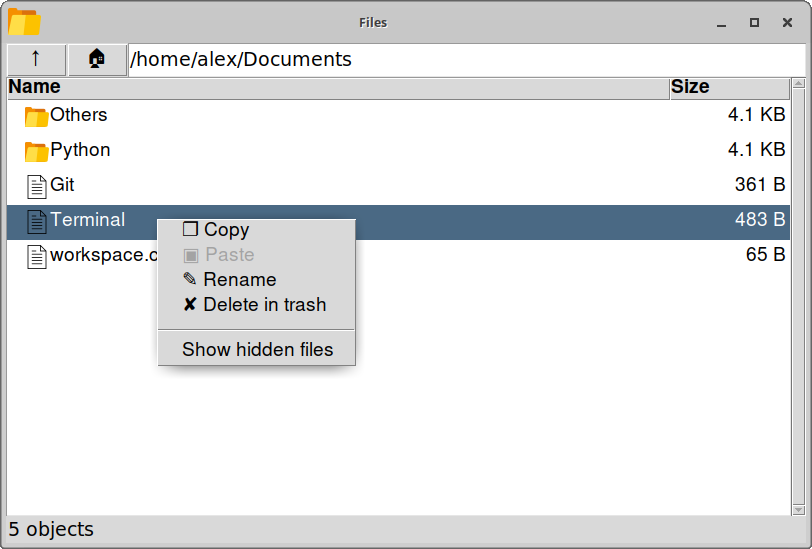 Files
↑ 🏠 /home/alex/Documents
Name Size
Others 4.1 KB
Python 4.1 KB
Git 361 B
Terminal 483 B
workspace.c 65 B
❐ Copy
▣ Paste
✎ Rename
✘ Delete in trash
Show hidden files
5 objects